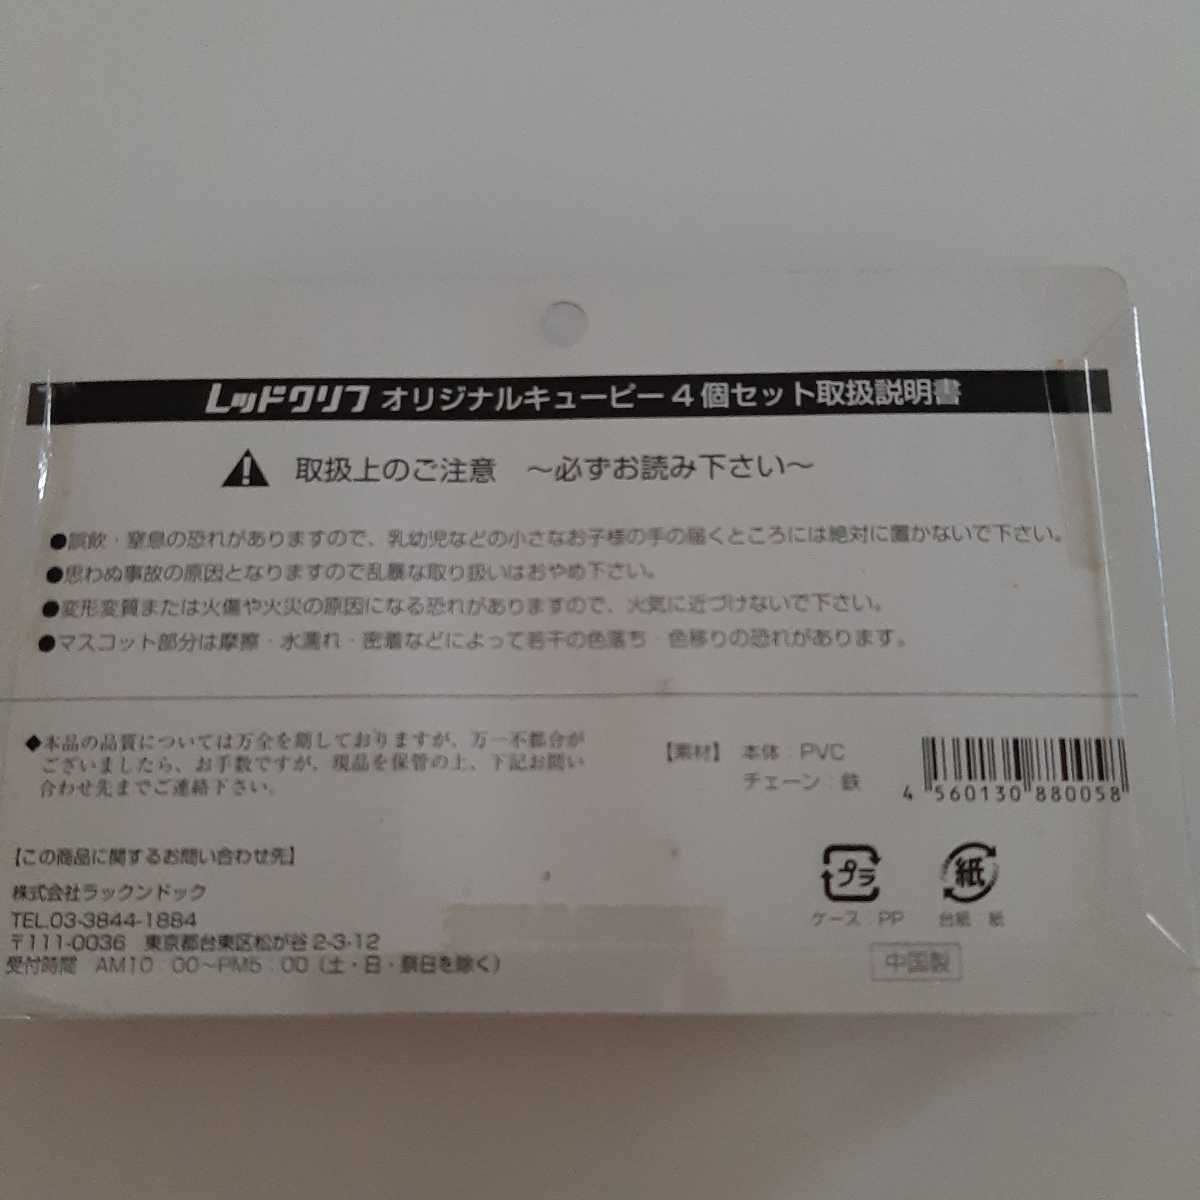 レッドクリフ オリジナルキューピー4個セット取扱説明書
取扱上のご注意 ～必ずお読み下さい～
●誤飲・窒息の恐れがありますので、乳幼児などの小さなお子様の手の届くところには絶対に置かないで下さい。
●思わぬ事故の原因となりますので乱暴な取り扱いはおやめ下さい。
●変形変質または火傷や火災の原因になる恐れがありますので、火気に近づけないで下さい。
●マスコット部分は摩擦・水濡れ・密着などによって若干の色落ち・色移りの恐れがあります。
◆本品の品質については万全を期しておりますが、万一不都合が
ございましたら、お手数ですが、現品を保管の上、下記お問い
合わせ先までご連絡下さい。
【素材】 本体：PVC
チェーン：鉄
4 560130 880058
【この商品に関するお問い合わせ先】
株式会社ラックンドック
TEL.03-3844-1884
〒111-0036 東京都台東区松が谷2-3-12
受付時間 AM10：00～PM5：00（土・日・祭日を除く）
プラ
ケース：PP
紙
台紙：紙
中国製